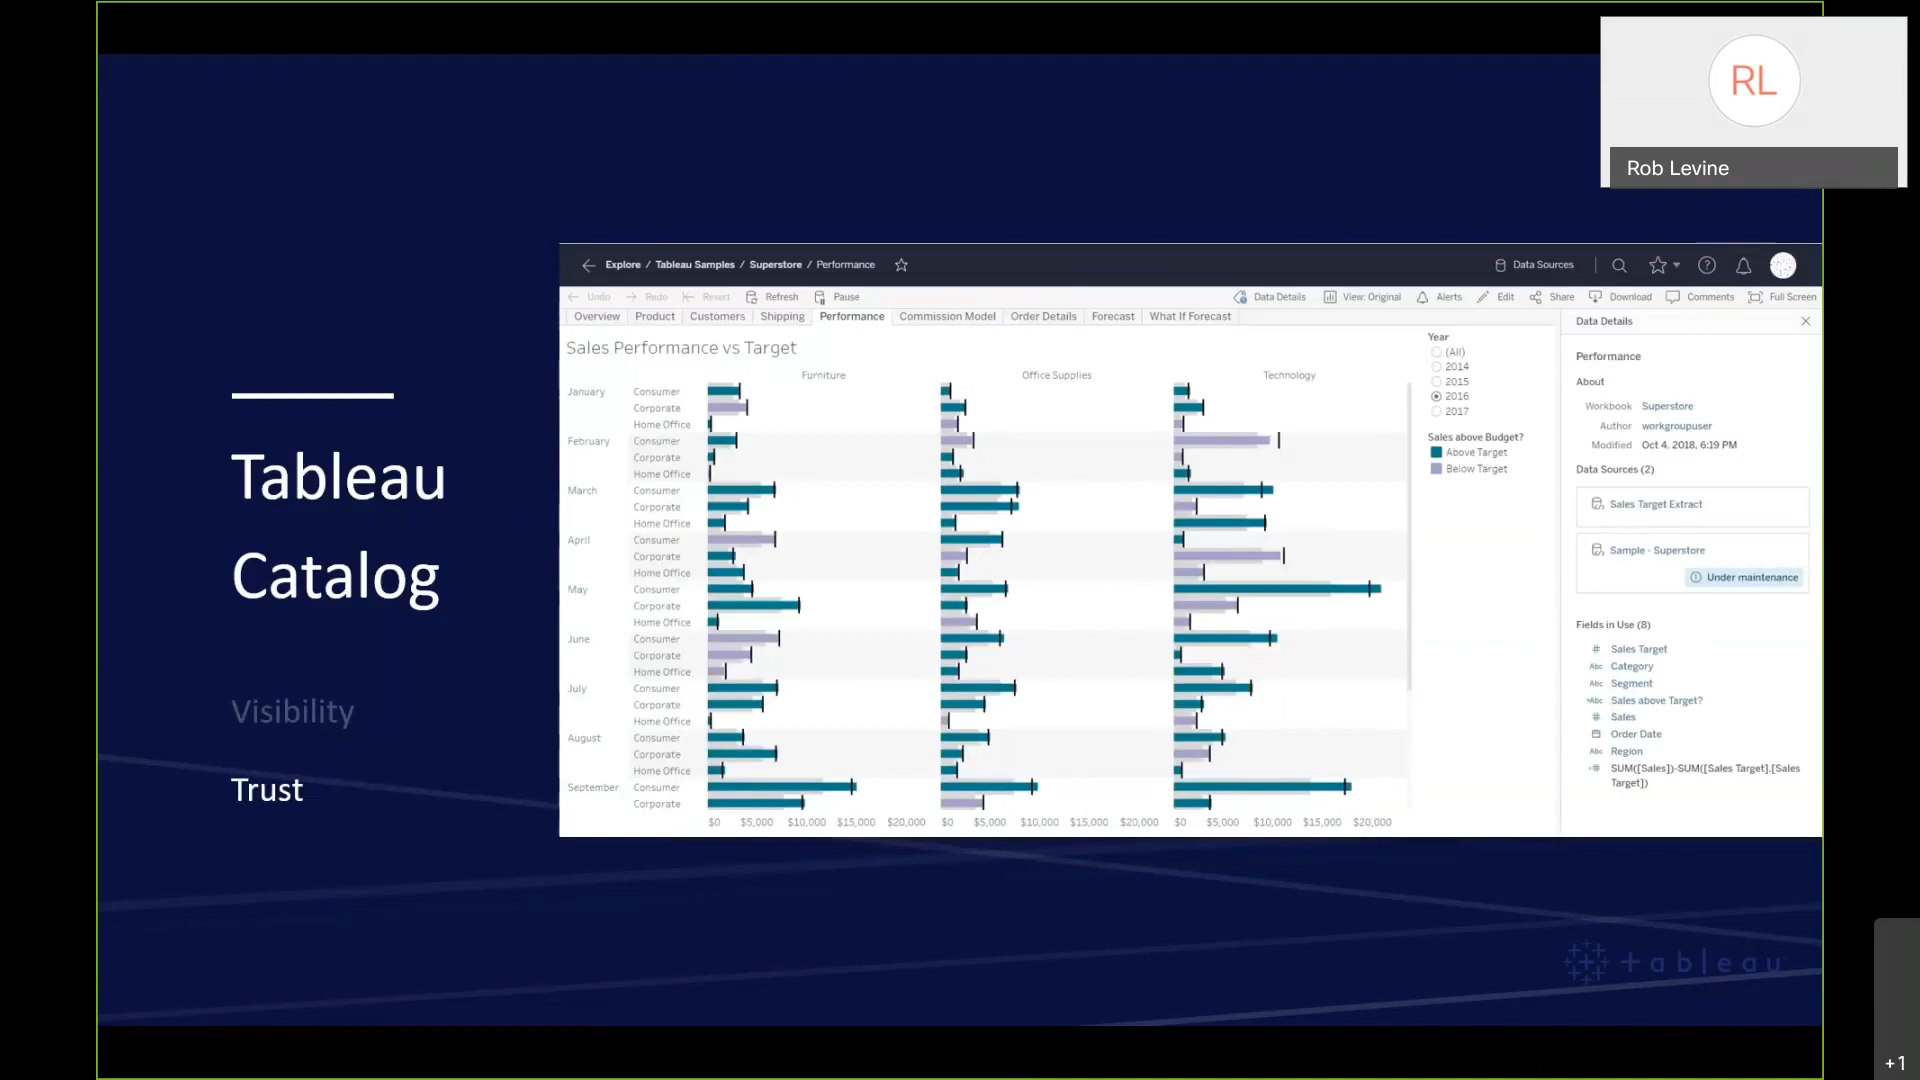 RL
Rob Levine
Tableau
Catalog
Visibility
Trust
Explore / Tableau Samples / Superstore / Performance
Data Sources
Undo Redo Revert Refresh Pause
Data Details View: Original Alerts Edit Share Download Comments Full Screen
Overview Product Customers Shipping Performance Commission Model Order Details Forecast What If Forecast
Sales Performance vs Target
Furniture Office Supplies Technology
January Consumer
Corporate
Home Office
February Consumer
Corporate
Home Office
March Consumer
Corporate
Home Office
April Consumer
Corporate
Home Office
May Consumer
Corporate
Home Office
June Consumer
Corporate
Home Office
July Consumer
Corporate
Home Office
August Consumer
Corporate
Home Office
September Consumer
Corporate
$0 $5,000 $10,000 $15,000 $20,000 $0 $5,000 $10,000 $15,000 $20,000 $0 $5,000 $10,000 $15,000 $20,000
Year
(All)
2014
2015
2016
2017
Sales above Budget?
Above Target
Below Target
Data Details
Performance
About
Workbook Superstore
Author workgroupuser
Modified Oct 4, 2018, 6:19 PM
Data Sources (2)
Sales Target Extract
Sample - Superstore
Under maintenance
Fields in Use (8)
# Sales Target
Abc Category
Abc Segment
=Abc Sales above Target?
# Sales
Order Date
Abc Region
=# SUM([Sales])-SUM([Sales Target].[Sales
Target])
+ableau
+1